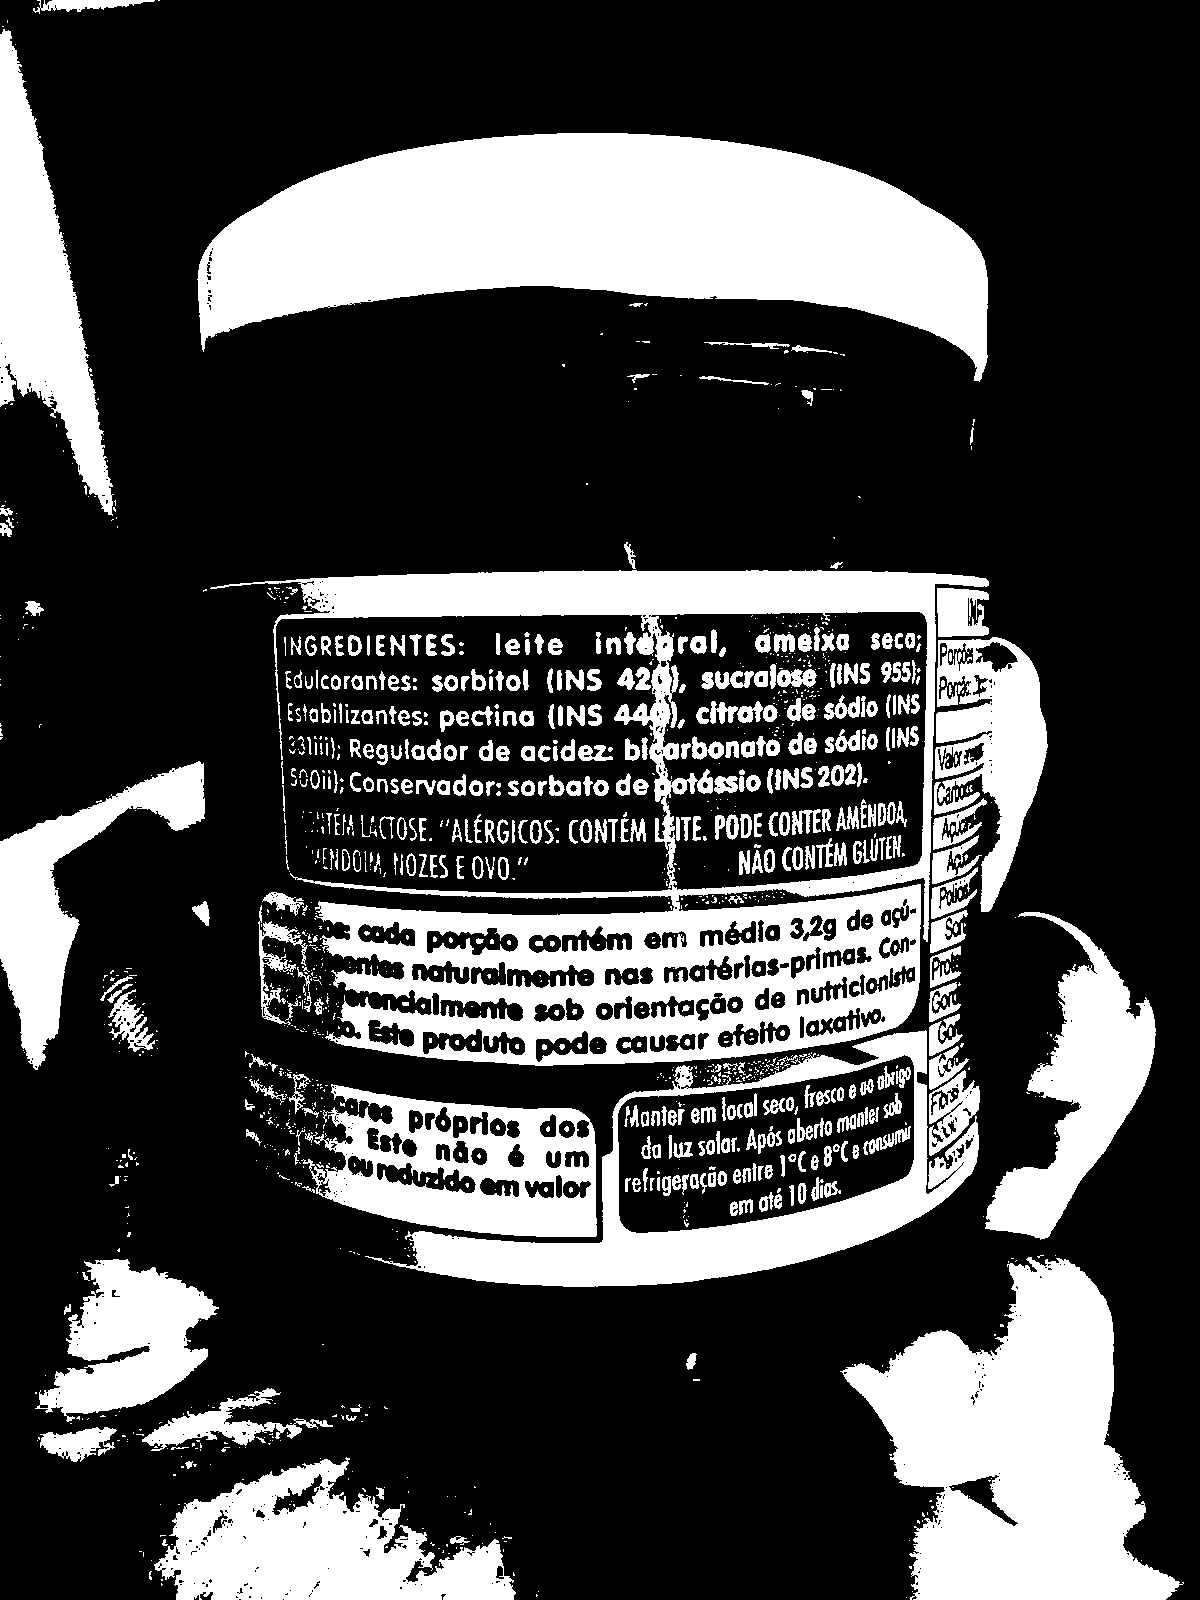 INGREDIENTES: leite integral, ameixa seca;
Edulcorantes: sorbitol (INS 420), sucralose (INS 955);
Estabilizantes: pectina (INS 440), citrato de sódio (INS
331iii); Regulador de acidez: bicarbonato de sódio (INS
500ii); Conservador: sorbato de potássio (INS 202).
CONTÉM LACTOSE. "ALÉRGICOS: CONTÉM LEITE. PODE CONTER AMÊNDOA,
NOZES E OVO."
NÃO CONTÉM GLÚTEN.
cada porção contém em média 3,2g de açú-
naturalmente nas matérias-primas. Con-
sob orientação de nutricionista
Este produto pode causar efeito laxativo.
próprios dos
Este não é um
ou reduzido em valor
Manter em local seco, fresco e ao abrigo
da luz solar. Após aberto manter sob
refrigeração entre 1°C e 8°C e consumir
em até 10 dias.
Porções
Porção:
Valor